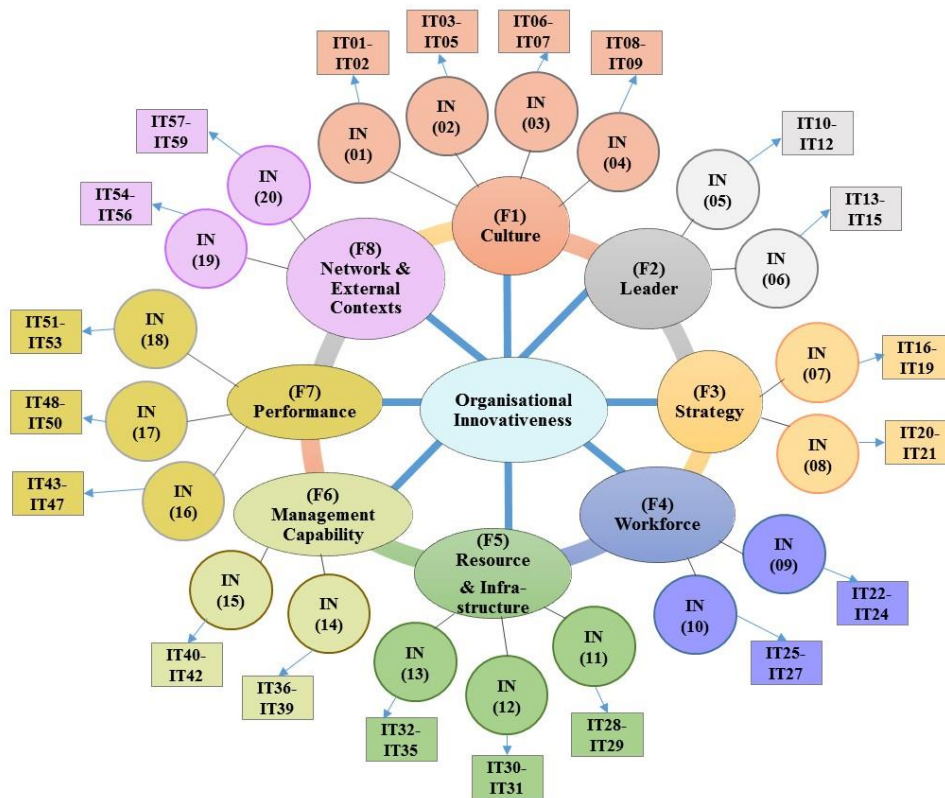 IT01-
IT02
IT03-
IT05
IT06-
IT07
IT08-
IT09
IN
(01)
IN
(02)
IN
(03)
IN
(04)
(F1)
Culture
IT10-
IT12
IN
(05)
IT13-
IT15
IN
(06)
(F2)
Leader
IN
(07)
IT16-
IT19
IN
(08)
IT20-
IT21
(F3)
Strategy
(F4)
Workforce
IN
(09)
IT22-
IT24
IN
(10)
IT25-
IT27
(F5)
Resource
& Infra-
structure
IN
(11)
IT28-
IT29
IN
(12)
IT30-
IT31
IN
(13)
IT32-
IT35
(F6)
Management
Capability
IN
(14)
IT36-
IT39
IN
(15)
IT40-
IT42
(F7)
Performance
IN
(16)
IT43-
IT47
IN
(17)
IT48-
IT50
IN
(18)
IT51-
IT53
(F8)
Network &
External
Contexts
IN
(19)
IT54-
IT56
IN
(20)
IT57-
IT59
Organisational
Innovativeness